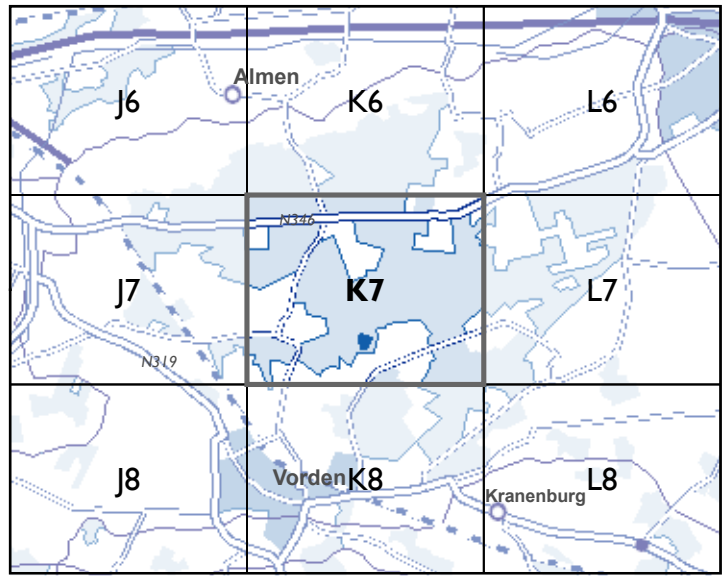 Almen
J6
K6
L6
N346
J7
K7
L7
N319
J8
Vorden
K8
L8
Kranenburg